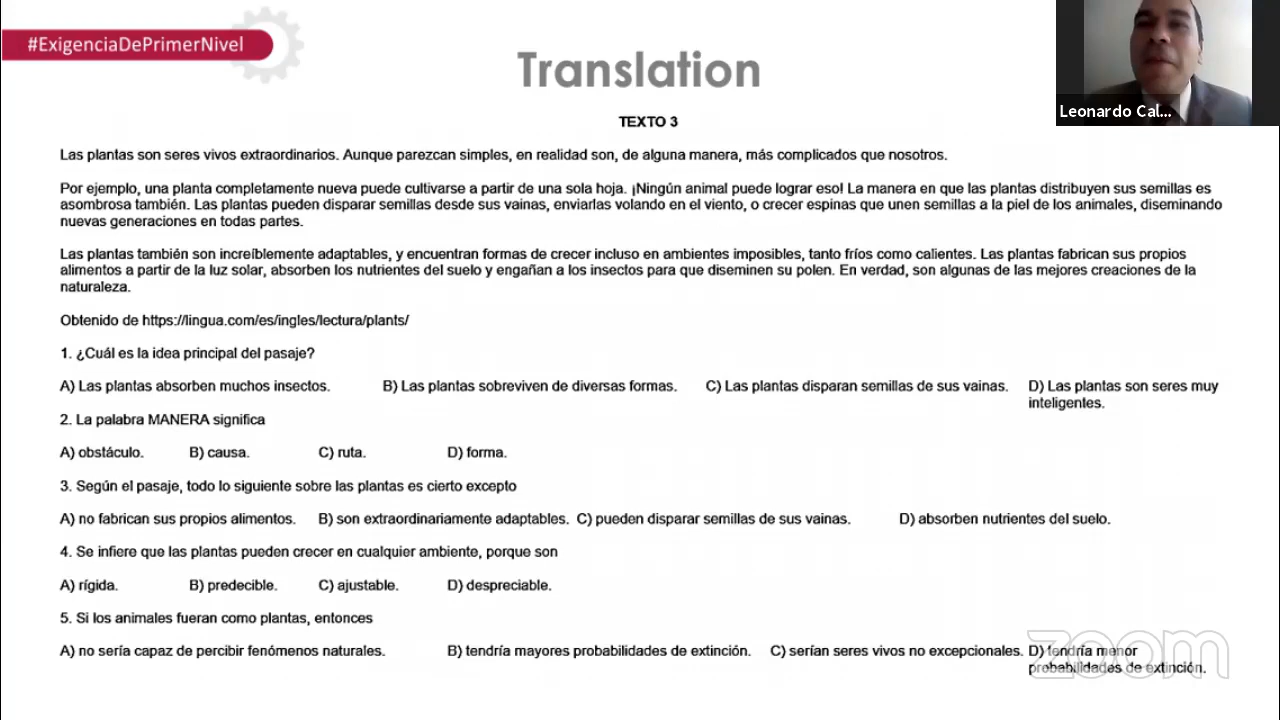 #ExigenciaDePrimerNivel
Translation
Leonardo Cal...
TEXTO 3
Las plantas son seres vivos extraordinarios. Aunque parezcan simples, en realidad son, de alguna manera, más complicados que nosotros.
Por ejemplo, una planta completamente nueva puede cultivarse a partir de una sola hoja. ¡Ningún animal puede lograr eso! La manera en que las plantas distribuyen sus semillas es
asombrosa también. Las plantas pueden disparar semillas desde sus vainas, enviarlas volando en el viento, o crecer espinas que unen semillas a la piel de los animales, diseminando
nuevas generaciones en todas partes.
Las plantas también son increíblemente adaptables, y encuentran formas de crecer incluso en ambientes imposibles, tanto fríos como calientes. Las plantas fabrican sus propios
alimentos a partir de la luz solar, absorben los nutrientes del suelo y engañan a los insectos para que diseminen su polen. En verdad, son algunas de las mejores creaciones de la
naturaleza.
Obtenido de https://lingua.com/es/ingles/lectura/plants/
1. ¿Cuál es la idea principal del pasaje?
A) Las plantas absorben muchos insectos. B) Las plantas sobreviven de diversas formas. C) Las plantas disparan semillas de sus vainas. D) Las plantas son seres muy
inteligentes.
2. La palabra MANERA significa
A) obstáculo. B) causa. C) ruta. D) forma.
3. Según el pasaje, todo lo siguiente sobre las plantas es cierto excepto
A) no fabrican sus propios alimentos. B) son extraordinariamente adaptables. C) pueden disparar semillas de sus vainas. D) absorben nutrientes del suelo.
4. Se infiere que las plantas pueden crecer en cualquier ambiente, porque son
A) rígida. B) predecible. C) ajustable. D) despreciable.
5. Si los animales fueran como plantas, entonces
A) no sería capaz de percibir fenómenos naturales. B) tendría mayores probabilidades de extinción. C) serían seres vivos no excepcionales. D) tendría menor
probabilidades de extinción.
zoom